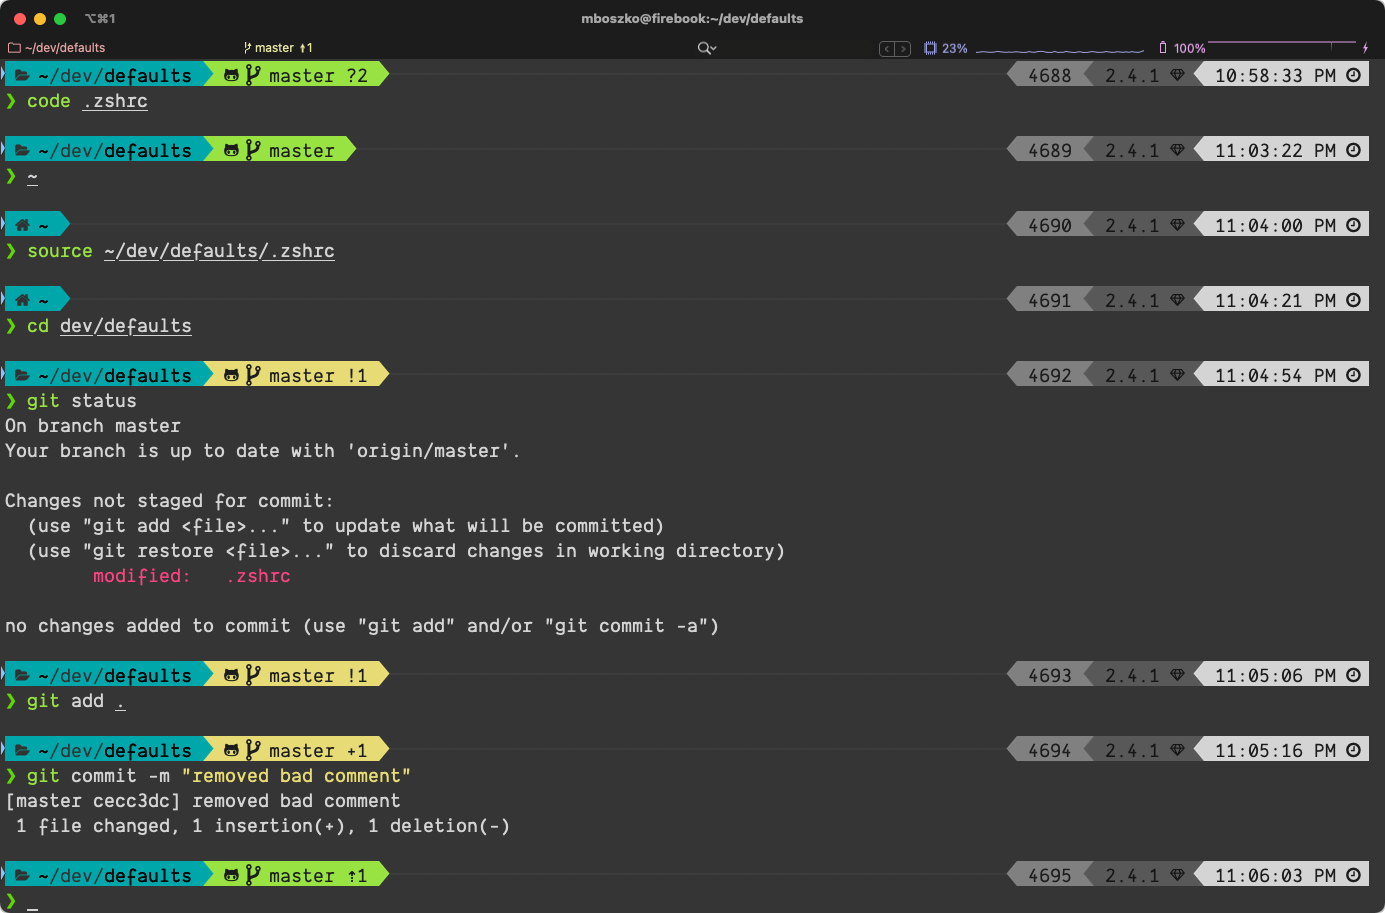 ⌥⌘1
mboszko@firebook:~/dev/defaults
~/dev/defaults master ⇡1 23% 100%
~/dev/defaults master ?2 4688 2.4.1 10:58:33 PM
❯ code .zshrc
~/dev/defaults master 4689 2.4.1 11:03:22 PM
❯ ~
~ 4690 2.4.1 11:04:00 PM
❯ source ~/dev/defaults/.zshrc
~ 4691 2.4.1 11:04:21 PM
❯ cd dev/defaults
~/dev/defaults master !1 4692 2.4.1 11:04:54 PM
❯ git status
On branch master
Your branch is up to date with 'origin/master'.
Changes not staged for commit:
(use "git add <file>..." to update what will be committed)
(use "git restore <file>..." to discard changes in working directory)
modified: .zshrc
no changes added to commit (use "git add" and/or "git commit -a")
~/dev/defaults master !1 4693 2.4.1 11:05:06 PM
❯ git add .
~/dev/defaults master +1 4694 2.4.1 11:05:16 PM
❯ git commit -m "removed bad comment"
[master cecc3dc] removed bad comment
1 file changed, 1 insertion(+), 1 deletion(-)
~/dev/defaults master ⇡1 4695 2.4.1 11:06:03 PM
❯ _